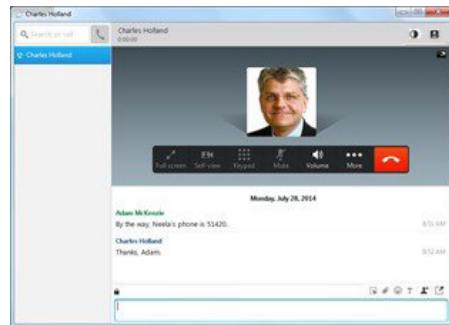 Charles Holland
Search or call
Charles Holland
0:00:00
Charles Holland
Full screen
Self-view
Keypad
Mute
Volume
More
Monday, July 28, 2014
Adam McKenzie
By the way, Neela's phone is 51420.
8:51 AM
Charles Holland
Thanks, Adam.
8:52 AM